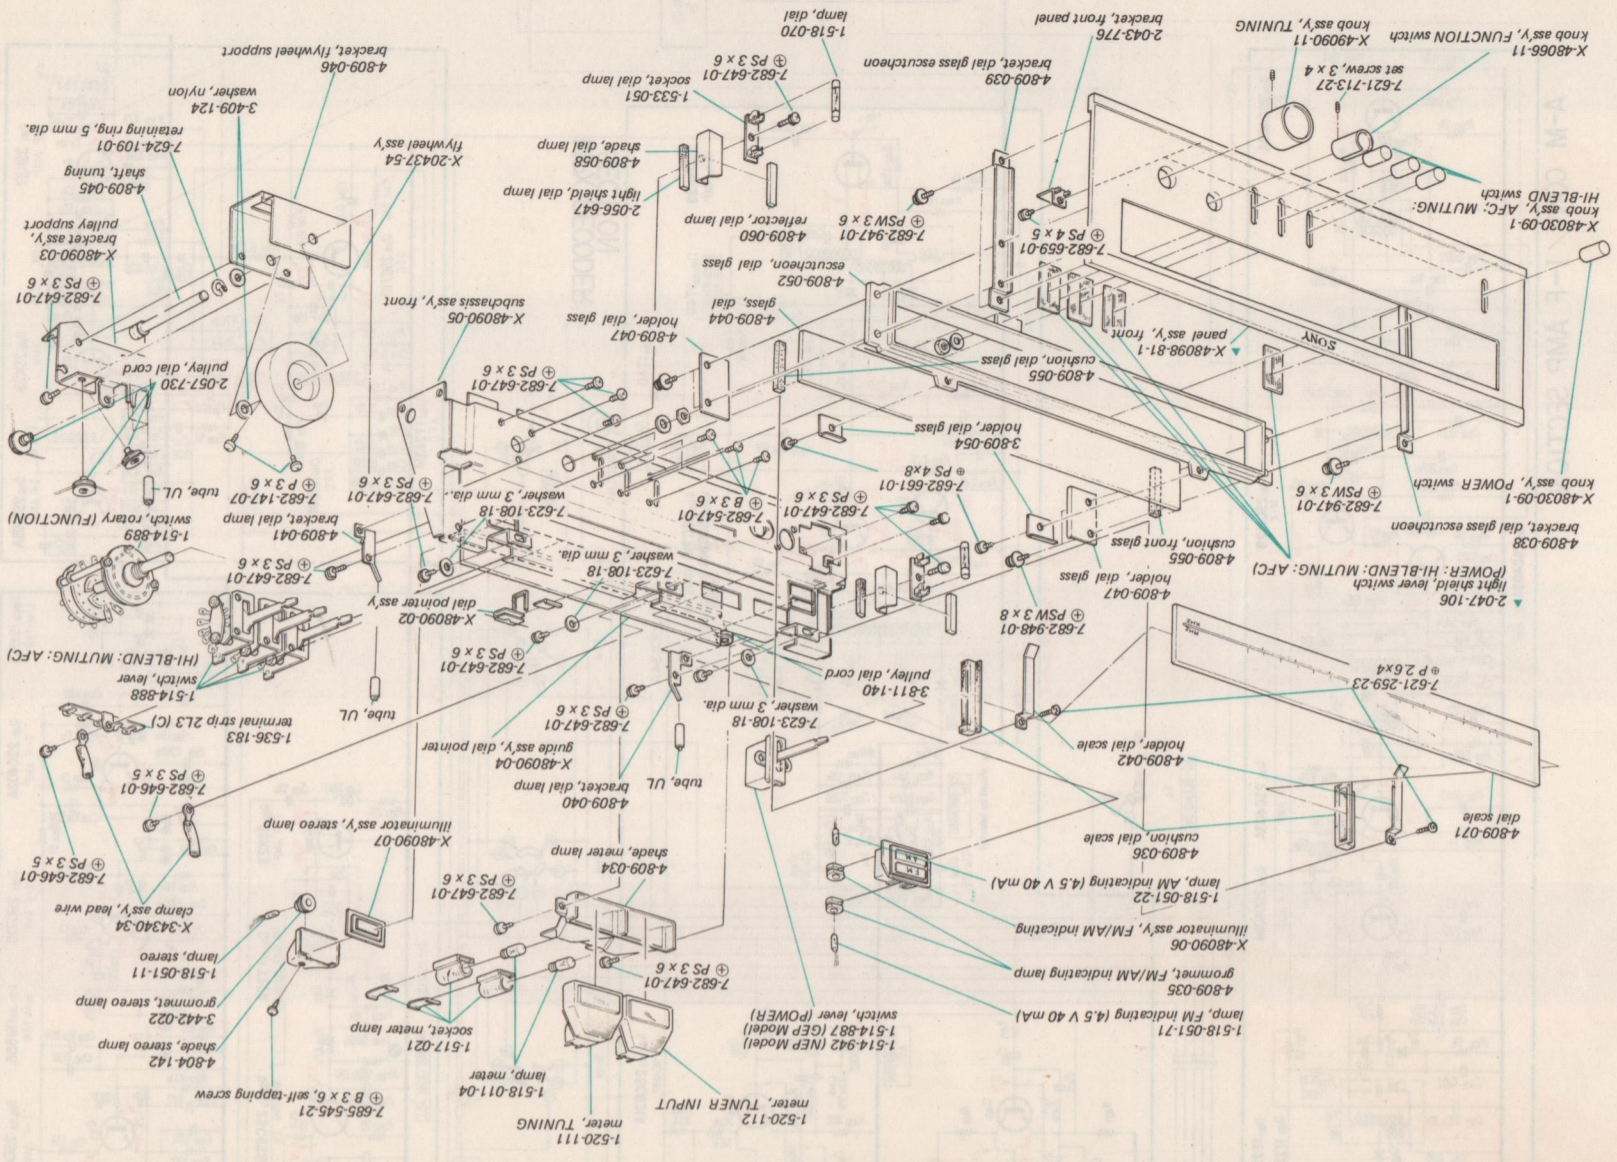 1-520-111
meter, TUNING
1-520-112
meter, TUNER INPUT
7-685-545-21
⊕ B 3 x 6, self-tapping screw
1-518-011-04
lamp, meter
4-804-142
shade, stereo lamp
1-517-021
socket, meter lamp
1-514-942 (NEP Model)
1-514-887 (GEP Model)
switch, lever (POWER)
1-518-051-71
lamp, FM indicating (4.5 V 40 mA)
3-442-022
grommet, stereo lamp
4-809-035
grommet, FM/AM indicating lamp
7-682-647-01
⊕ PS 3 x 6
1-518-051-11
lamp, stereo
X-48090-06
illuminator ass'y, FM/AM indicating
X-34340-34
clamp ass'y, lead wire
1-518-051-22
lamp, AM indicating (4.5 V 40 mA)
FM
AM
7-682-647-01
⊕ PS 3 x 6
7-682-646-01
⊕ PS 3 x 5
4-809-034
shade, meter lamp
4-809-036
cushion, dial scale
X-48090-07
illuminator ass'y, stereo lamp
4-809-071
dial scale
7-682-646-01
⊕ PS 3 x 5
4-809-040
bracket, dial lamp
tube, UL
4-809-042
holder, dial scale
X-48090-04
guide ass'y, dial pointer
1-536-183
terminal strip 2L3 (C)
7-682-647-01
⊕ PS 3 x 6
7-623-108-18
washer, 3 mm dia.
tube, UL
1-514-888
switch, lever
(HI-BLEND: MUTING: AFC)
3-811-140
pulley, dial cord
7-621-259-23
⊕ P 2.6x4
7-682-647-01
⊕ PS 3 x 6
7-682-948-01
⊕ PSW 3 x 8
X-48090-02
dial pointer ass'y
2-047-106
light shield, lever switch
(POWER: HI-BLEND: MUTING: AFC)
4-809-047
holder, dial glass
7-682-647-01
⊕ PS 3 x 6
7-623-108-18
washer, 3 mm dia.
4-809-055
cushion, front glass
4-809-038
bracket, dial glass escutcheon
1-514-889
switch, rotary (FUNCTION)
4-809-041
bracket, dial lamp
7-623-108-18
washer, 3 mm dia.
X-48030-09-1
knob ass'y, POWER switch
7-682-947-01
⊕ PSW 3 x 6
7-682-647-01
⊕ PS 3 x 6
7-682-547-01
⊕ B 3 x 6
7-682-647-01
⊕ PS 3 x 6
7-682-147-07
⊕ P 3 x 6
tube, UL
7-682-661-01
⊕ PS 4x8
3-809-054
holder, dial glass
2-057-730
pulley, dial cord
7-682-647-01
⊕ PS 3 x 6
4-809-055
cushion, dial glass
X-48098-81-1
panel ass'y, front
SONY
4-809-047
holder, dial glass
4-809-044
glass, dial
X-48090-05
subchassis ass'y, front
7-682-647-01
⊕ PS 3 x 6
4-809-052
escutcheon, dial glass
X-48090-03
bracket ass'y,
pulley support
7-682-659-01
⊕ PS 4 x 5
7-682-947-01
⊕ PSW 3 x 6
4-809-060
reflector, dial lamp
X-48030-09-1
knob ass'y, AFC, MUTING:
HI-BLEND switch
2-056-647
light shield, dial lamp
4-809-045
shaft, tuning
4-809-058
shade, dial lamp
X-20437-54
flywheel ass'y
7-624-109-01
retaining ring, 5 mm dia.
3-409-124
washer, nylon
1-533-051
socket, dial lamp
7-682-647-01
⊕ PS 3 x 6
4-809-039
bracket, dial glass escutcheon
7-621-713-27
set screw, 3 x 4
4-809-046
bracket, flywheel support
X-48066-11
knob ass'y, FUNCTION switch
X-49090-11
knob ass'y, TUNING
2-043-776
bracket, front panel
1-518-070
lamp, dial